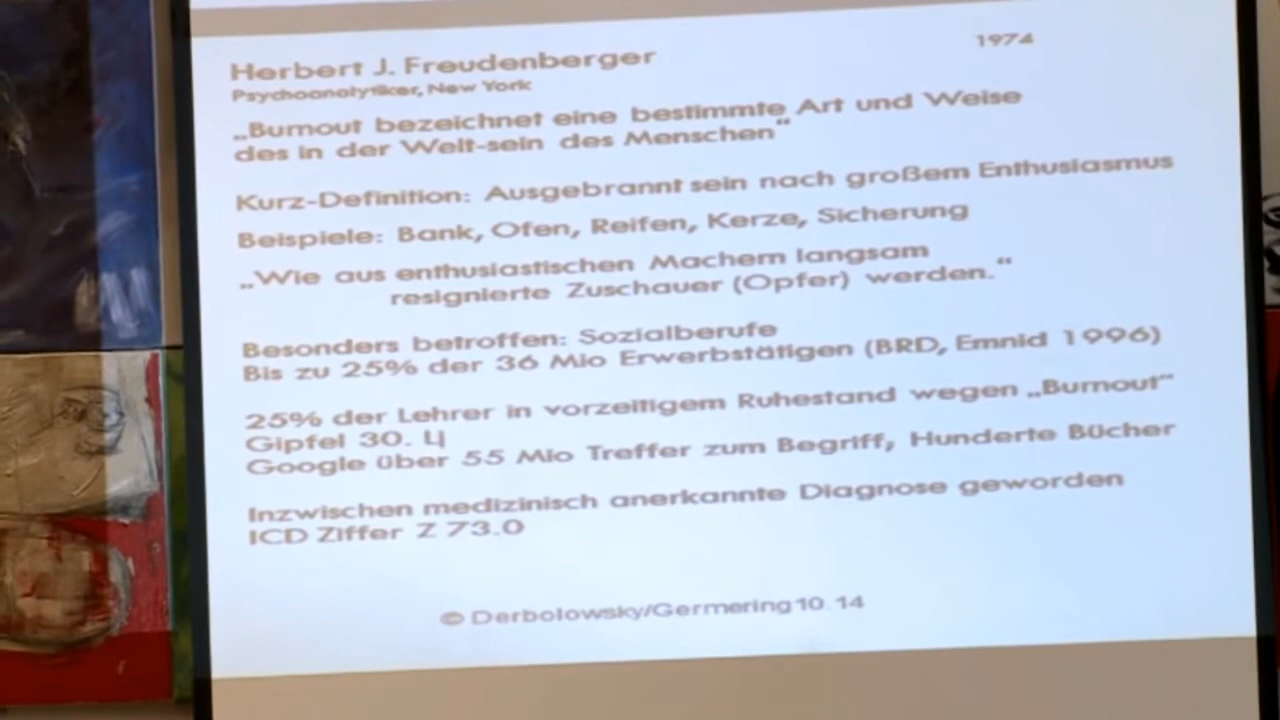 Herbert J. Freudenberger 1974
Psychoanalytiker, New York
„Burnout bezeichnet eine bestimmte Art und Weise
des in der Welt-sein des Menschen“
Kurz-Definition: Ausgebrannt sein nach großem Enthusiasmus
Beispiele: Bank, Ofen, Reifen, Kerze, Sicherung
„Wie aus enthusiastischen Machern langsam
resignierte Zuschauer (Opfer) werden.“
Besonders betroffen: Sozialberufe
Bis zu 25% der 36 Mio Erwerbstätigen (BRD, Emnid 1996)
25% der Lehrer in vorzeitigem Ruhestand wegen „Burnout“
Gipfel 30. Lj
Google über 55 Mio Treffer zum Begriff, Hunderte Bücher
Inzwischen medizinisch anerkannte Diagnose geworden
ICD Ziffer Z 73.0
© Derbolowsky/Germering 10.14